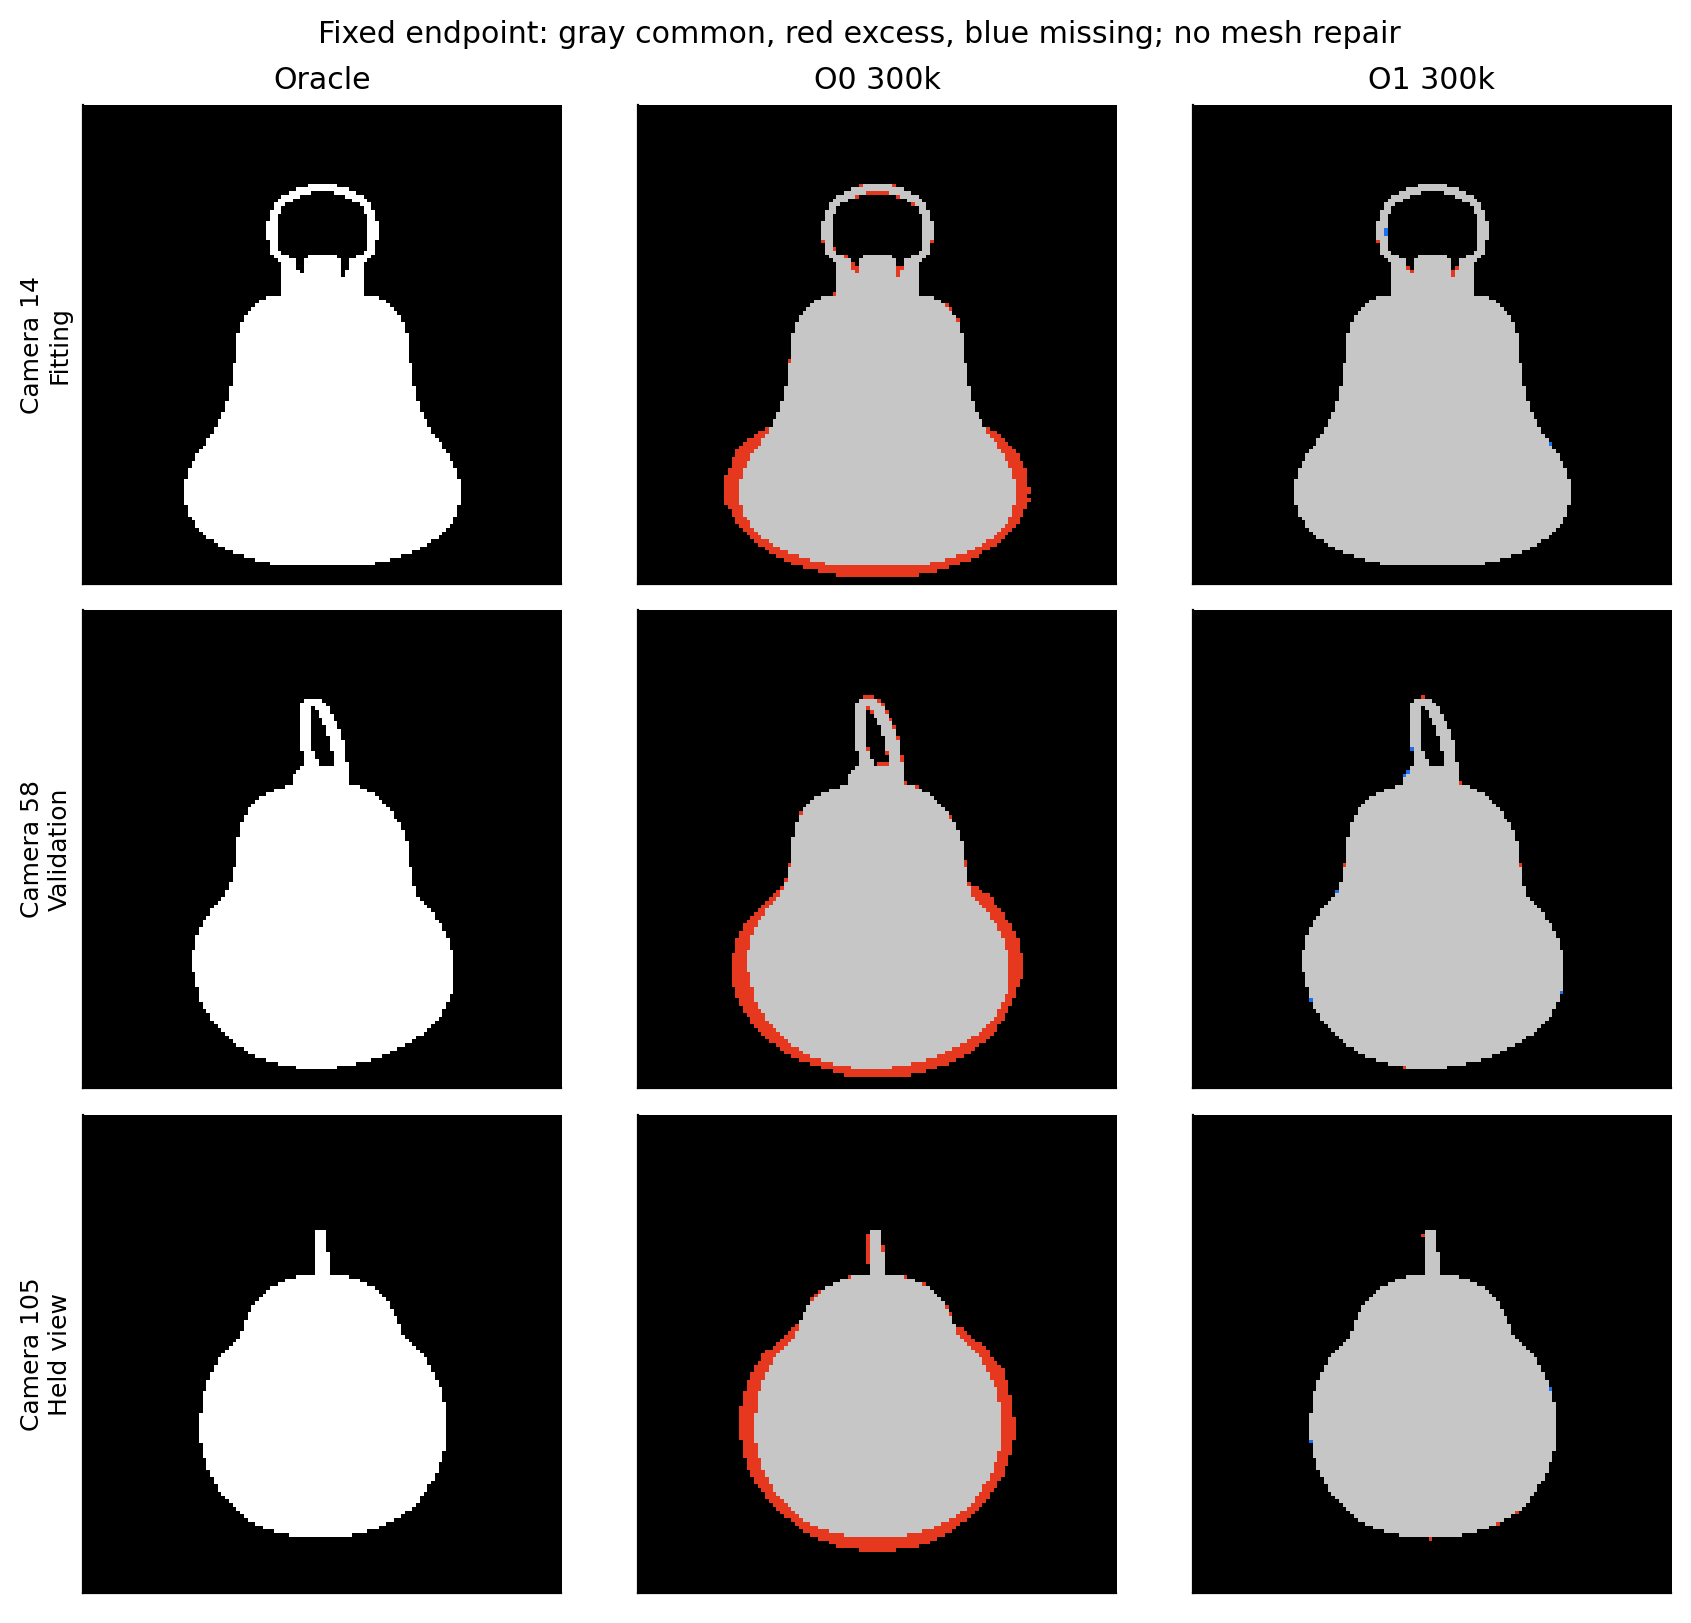 Fixed endpoint: gray common, red excess, blue missing; no mesh repair
Oracle
O0 300k
O1 300k
Camera 14
Fitting
Camera 58
Validation
Camera 105
Held view